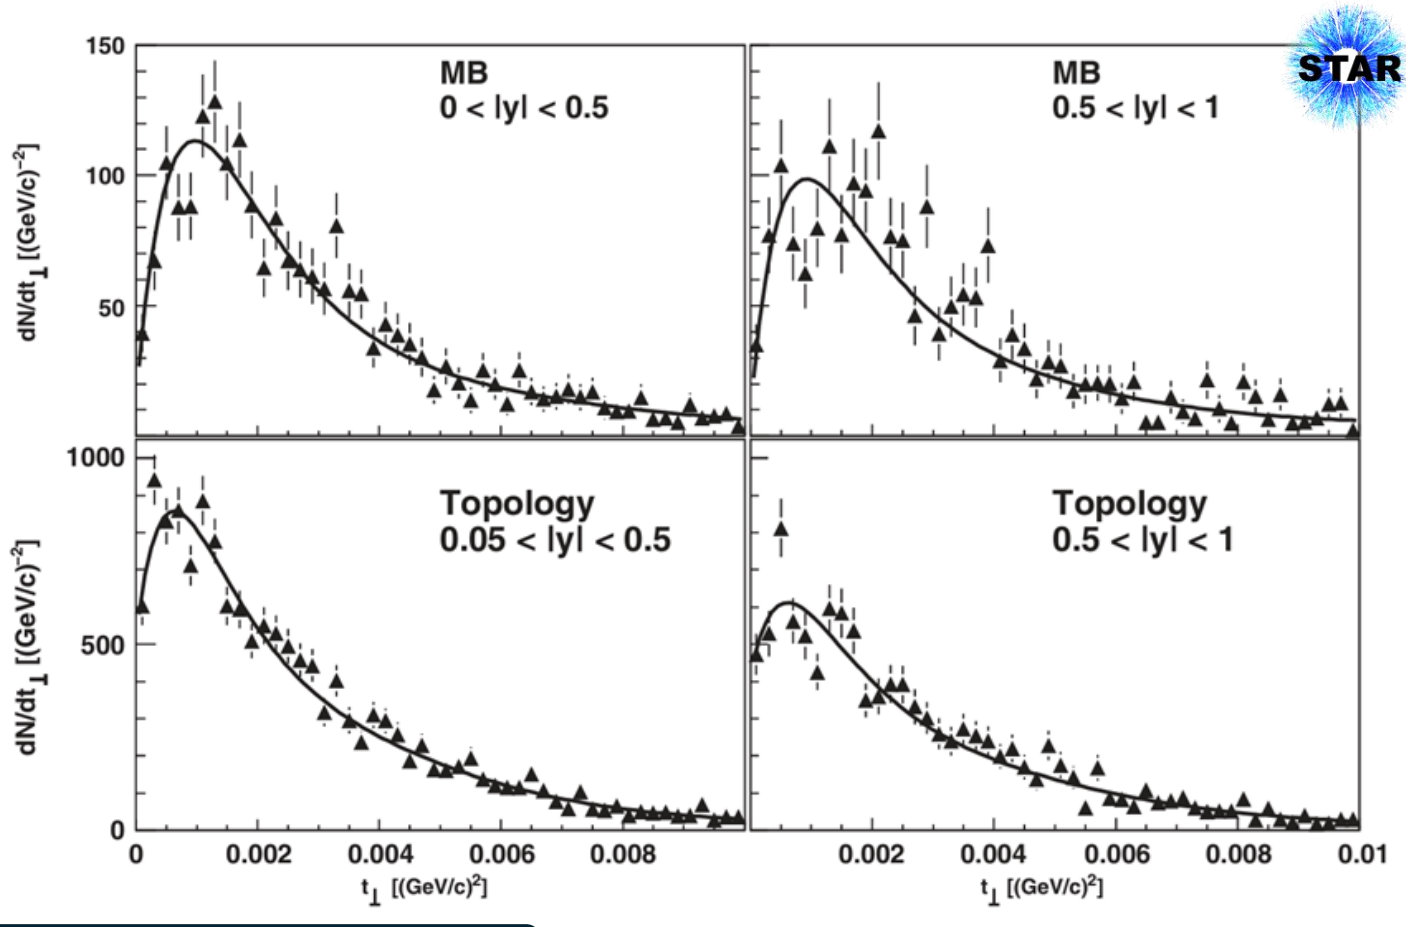 STAR
150
100
50
dN/dt⊥ [(GeV/c)⁻²]
MB
0 < |y| < 0.5
MB
0.5 < |y| < 1
1000
500
0
dN/dt⊥ [(GeV/c)⁻²]
Topology
0.05 < |y| < 0.5
Topology
0.5 < |y| < 1
0 0.002 0.004 0.006 0.008
0.002 0.004 0.006 0.008 0.01
t⊥ [(GeV/c)²]
t⊥ [(GeV/c)²]